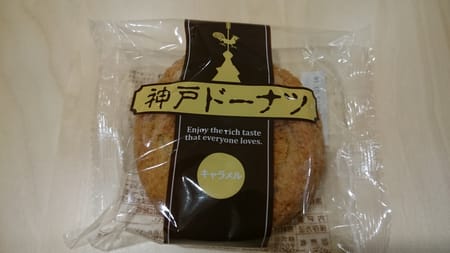 神戸ドーナツ
Enjoy the rich taste
that everyone loves.
キャラメル